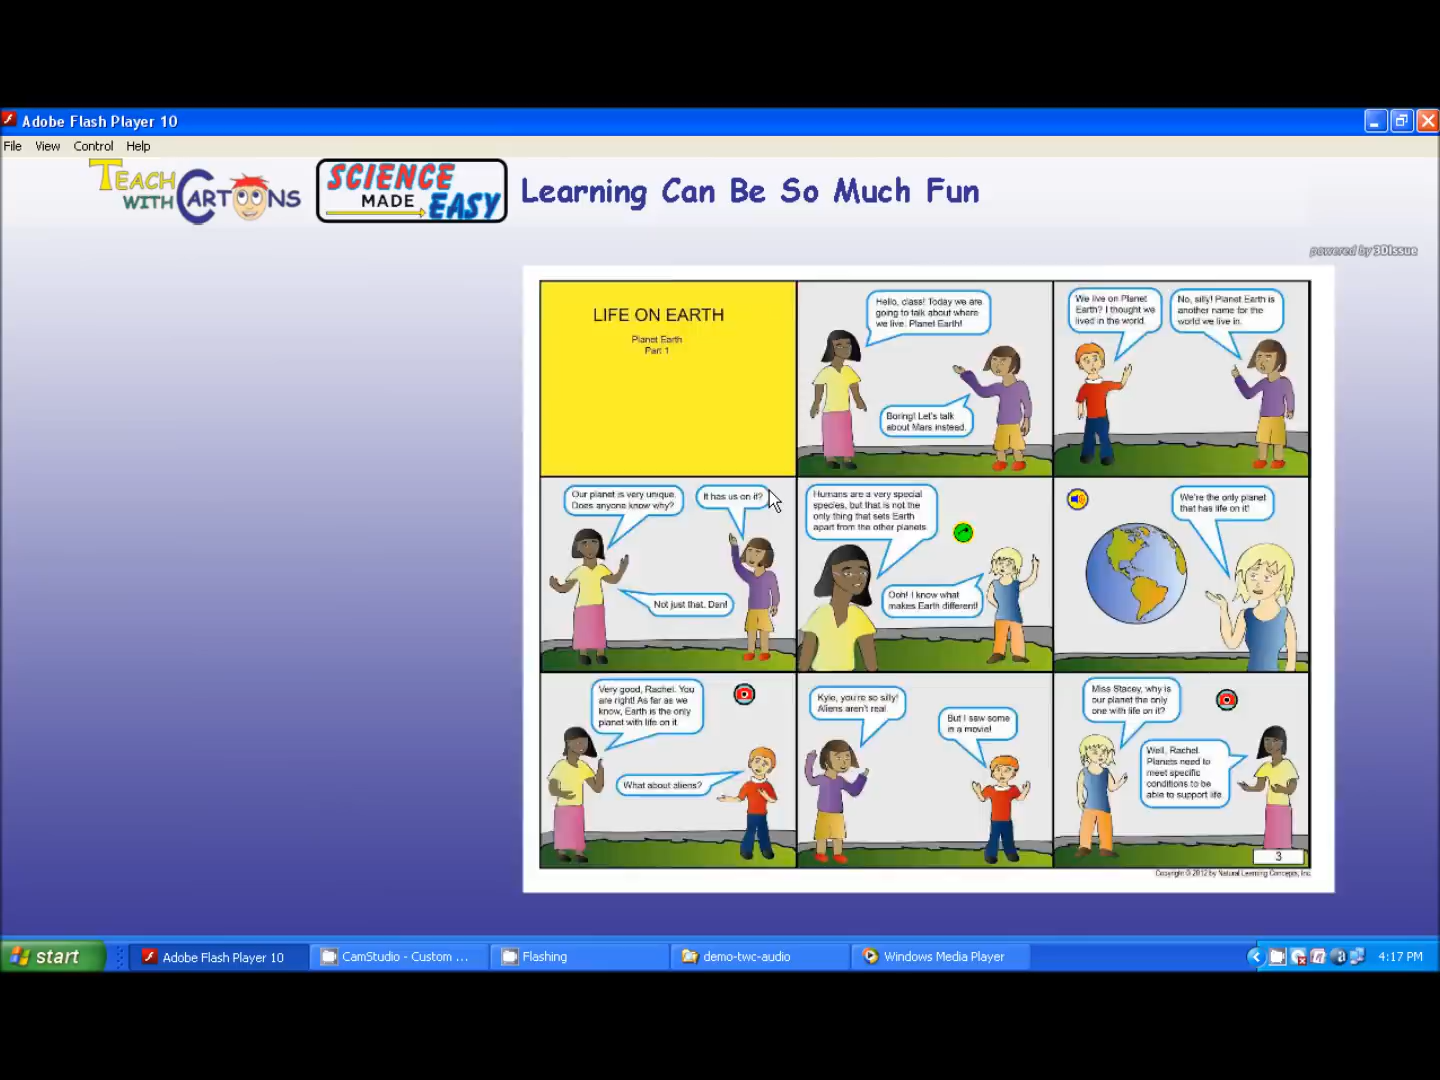 Adobe Flash Player 10
File View Control Help
TEACH WITH CARTOONS
SCIENCE MADE EASY
Learning Can Be So Much Fun
powered by 3DIssue
LIFE ON EARTH
Planet Earth
Part 1
Hello, class! Today we are
going to talk about where
we live. Planet Earth!
Boring! Let's talk
about Mars instead.
We live on Planet
Earth? I thought we
lived in the world.
No, silly! Planet Earth is
another name for the
world we live in.
Our planet is very unique.
Does anyone know why?
It has us on it?
Not just that, Dan!
Humans are a very special
species, but that is not the
only thing that sets Earth
apart from the other planets.
Ooh! I know what
makes Earth different!
We're the only planet
that has life on it!
Very good, Rachel. You
are right! As far as we
know, Earth is the only
planet with life on it.
What about aliens?
Kyle, you're so silly!
Aliens aren't real.
But I saw some
in a movie!
Miss Stacey, why is
our planet the only
one with life on it?
Well, Rachel.
Planets need to
meet specific
conditions to be
able to support life.
3
Copyright © 2012 by Natural Learning Concepts, Inc.
start
Adobe Flash Player 10
CamStudio - Custom ...
Flashing
demo-twc-audio
Windows Media Player
4:17 PM